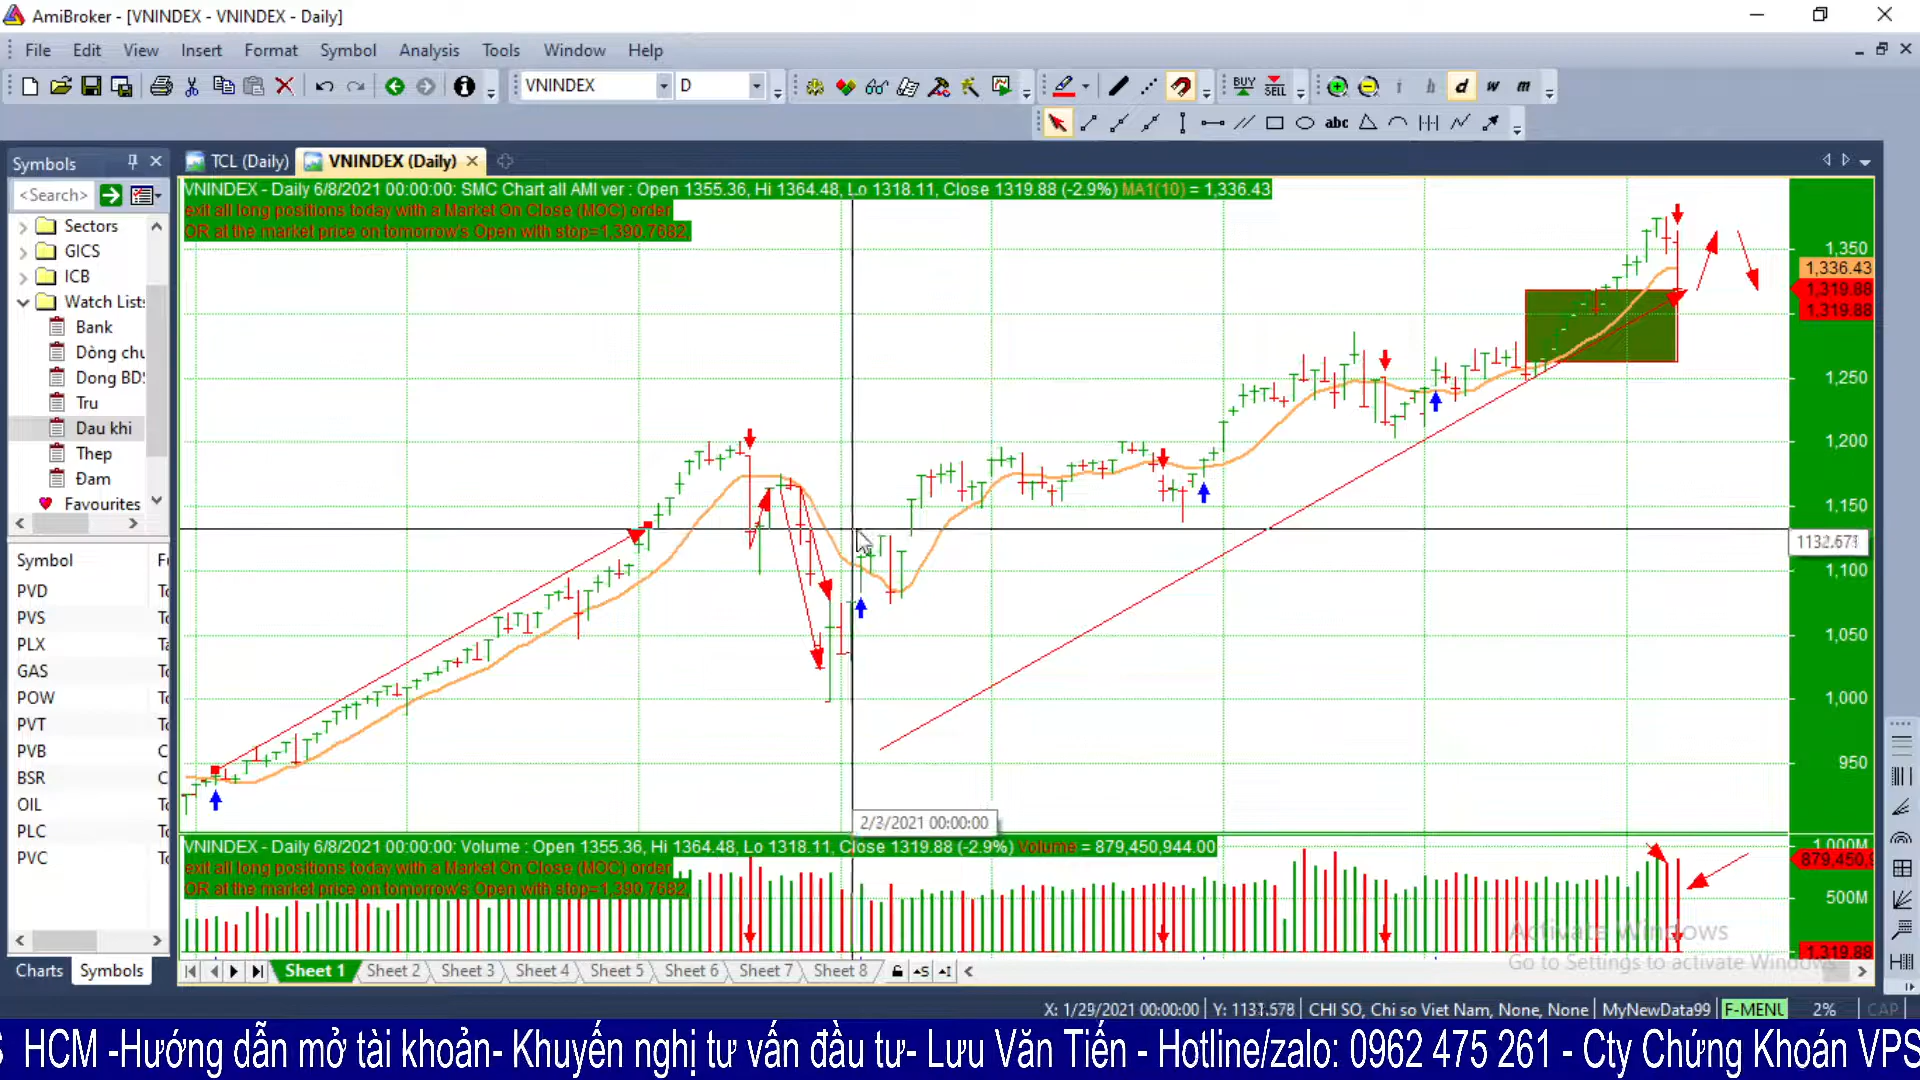 AmiBroker - [VNINDEX - VNINDEX - Daily]
File Edit View Insert Format Symbol Analysis Tools Window Help
VNINDEX D BUY SELL i h d w m
abc
Symbols
TCL (Daily) VNINDEX (Daily)
<Search>
Sectors
GICS
ICB
Watch Lists
Bank
Dòng chu
Dong BDS
Tru
Dau khi
Thep
Đam
Favourites
Symbol
PVD
PVS
PLX
GAS
POW
PVT
PVB
BSR
OIL
PLC
PVC
VNINDEX - Daily 6/8/2021 00:00:00: SMC Chart all AMI ver : Open 1355.36, Hi 1364.48, Lo 1318.11, Close 1319.88 (-2.9%) MA1(10) = 1,336.43
exit all long positions today with a Market On Close (MOC) order
OR at the market price on tomorrow's Open with stop=1,390.7682,
1,350
1,336.43
1,319.88
1,319.88
1,250
1,200
1,150
1,100
1,050
1,000
950
VNINDEX - Daily 6/8/2021 00:00:00: Volume : Open 1355.36, Hi 1364.48, Lo 1318.11, Close 1319.88 (-2.9%) Volume = 879,450,944.00
exit all long positions today with a Market On Close (MOC) order
OR at the market price on tomorrow's Open with stop=1,390.7682,
1,000M
879,450,9
500M
1,319.88
Activate Windows
Go to Settings to activate Windows.
Charts Symbols
Sheet 1 Sheet 2 Sheet 3 Sheet 4 Sheet 5 Sheet 6 Sheet 7 Sheet 8
X: 1/29/2021 00:00:00 CHI SO, Chi so Viet Nam, None, None MyNewData99 F-MENL 2% CAP
S HCM -Hướng dẫn mở tài khoản- Khuyến nghị tư vấn đầu tư- Lưu Văn Tiến - Hotline/zalo: 0962 475 261 - Cty Chứng Khoán VPS